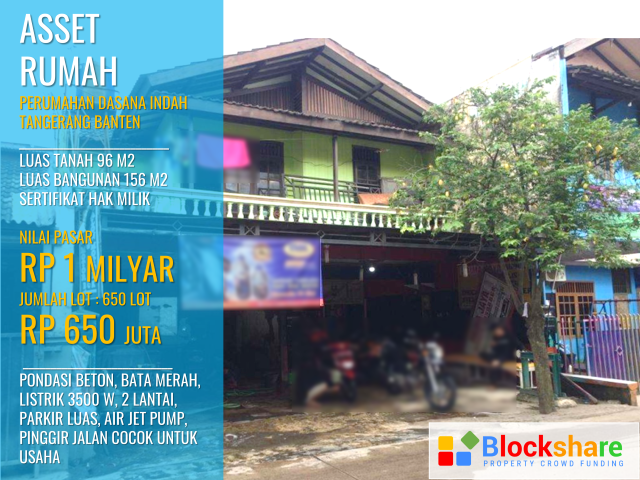 ASSET
RUMAH
PERUMAHAN DASANA INDAH
TANGERANG BANTEN
LUAS TANAH 96 M2
LUAS BANGUNAN 156 M2
SERTIFIKAT HAK MILIK
NILAI PASAR
RP 1 MILYAR
JUMLAH LOT : 650 LOT
RP 650 JUTA
PONDASI BETON, BATA MERAH,
LISTRIK 3500 W, 2 LANTAI,
PARKIR LUAS, AIR JET PUMP,
PINGGIR JALAN COCOK UNTUK
USAHA
Blockshare
PROPERTY CROWD FUNDING